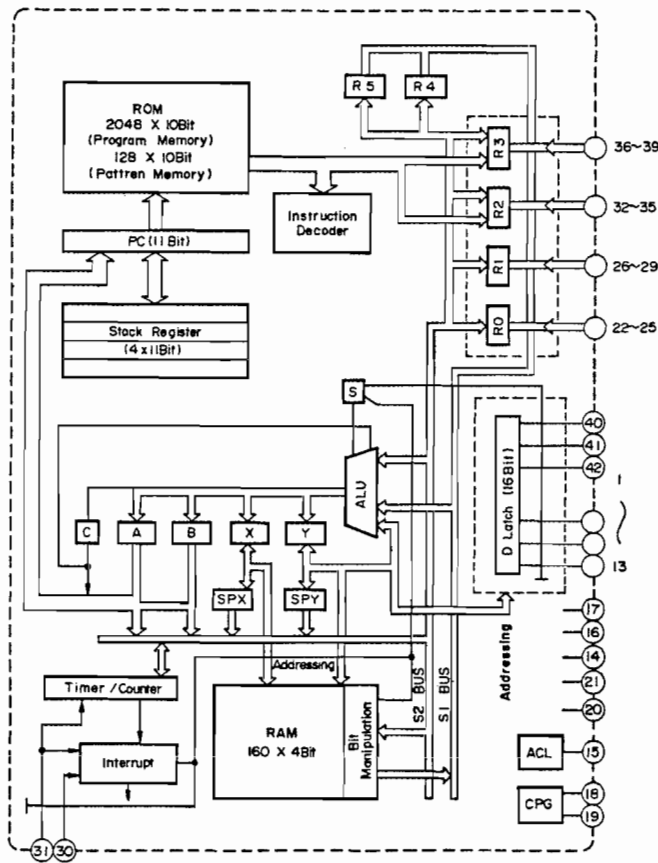 ROM
2048 X 10Bit
(Program Memory)
128 X 10Bit
(Pattren Memory)
R5
R4
R3
36~39
R2
32~35
Instruction
Decoder
PC (11 Bit)
R1
26~29
R0
22~25
Stack Register
(4x11Bit)
S
ALU
D Latch (16Bit)
40
41
42
1
13
C
A
B
X
Y
SPX
SPY
Addressing
Addressing
17
16
14
21
20
Timer/Counter
S2 BUS
S1 BUS
RAM
160 X 4Bit
Bit
Manipulation
Interrupt
ACL
15
CPG
18
19
31
30